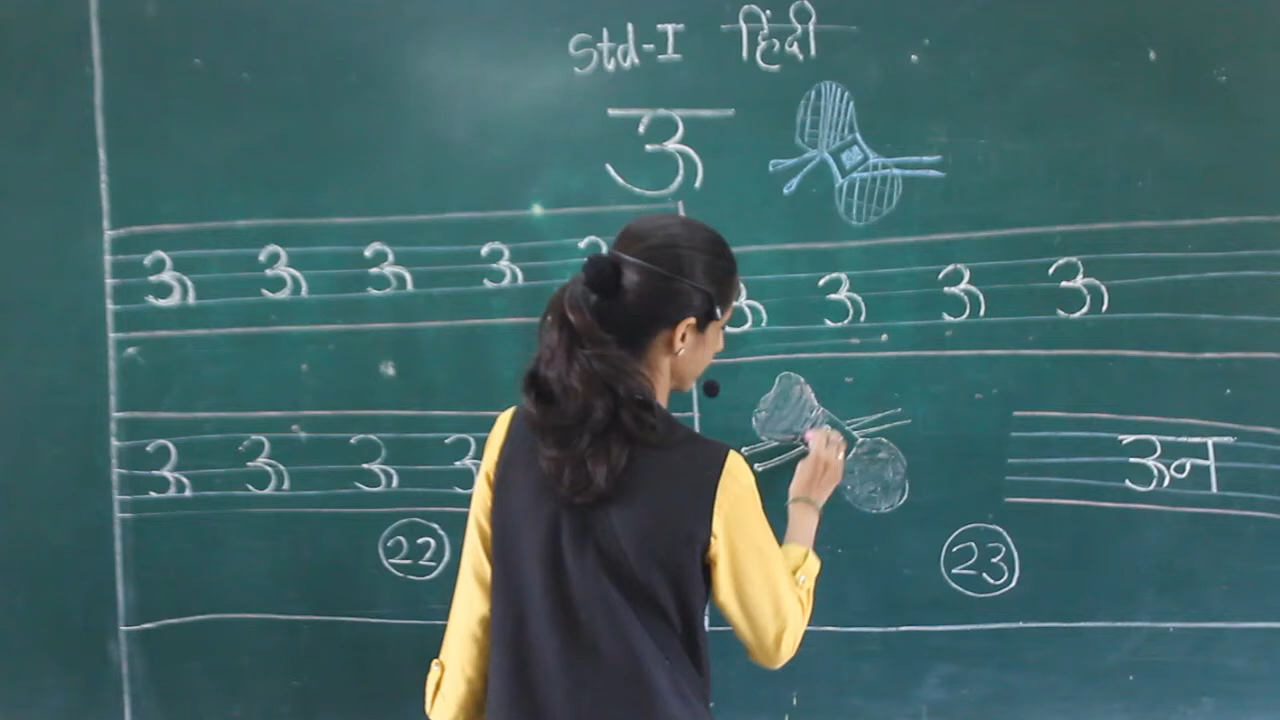 Std-I हिंदी
ऊ
ऊ ऊ ऊ ऊ
ऊ ऊ ऊ ऊ
ऊ ऊ ऊ ऊ
ऊन
22
23